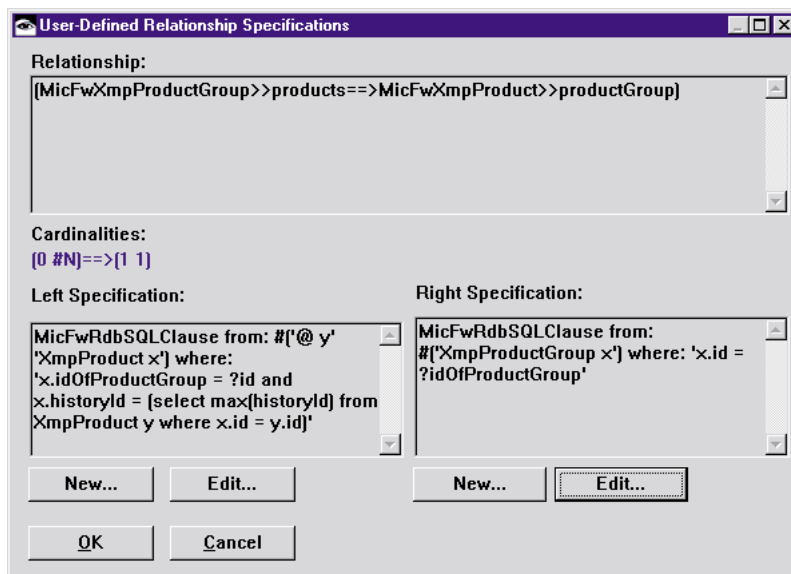 User-Defined Relationship Specifications
Relationship:
(MicFwXmpProductGroup>>products==>MicFwXmpProduct>>productGroup)
Cardinalities:
(0 #N)==>(1 1)
Left Specification:
MicFwRdbSQLClause from: #('@ y'
'XmpProduct x') where:
'x.idOfProductGroup = ?id and
x.historyId = (select max(historyId) from
XmpProduct y where x.id = y.id)'
Right Specification:
MicFwRdbSQLClause from:
#('XmpProductGroup x') where: 'x.id =
?idOfProductGroup'
New...
Edit...
New...
Edit...
OK
Cancel